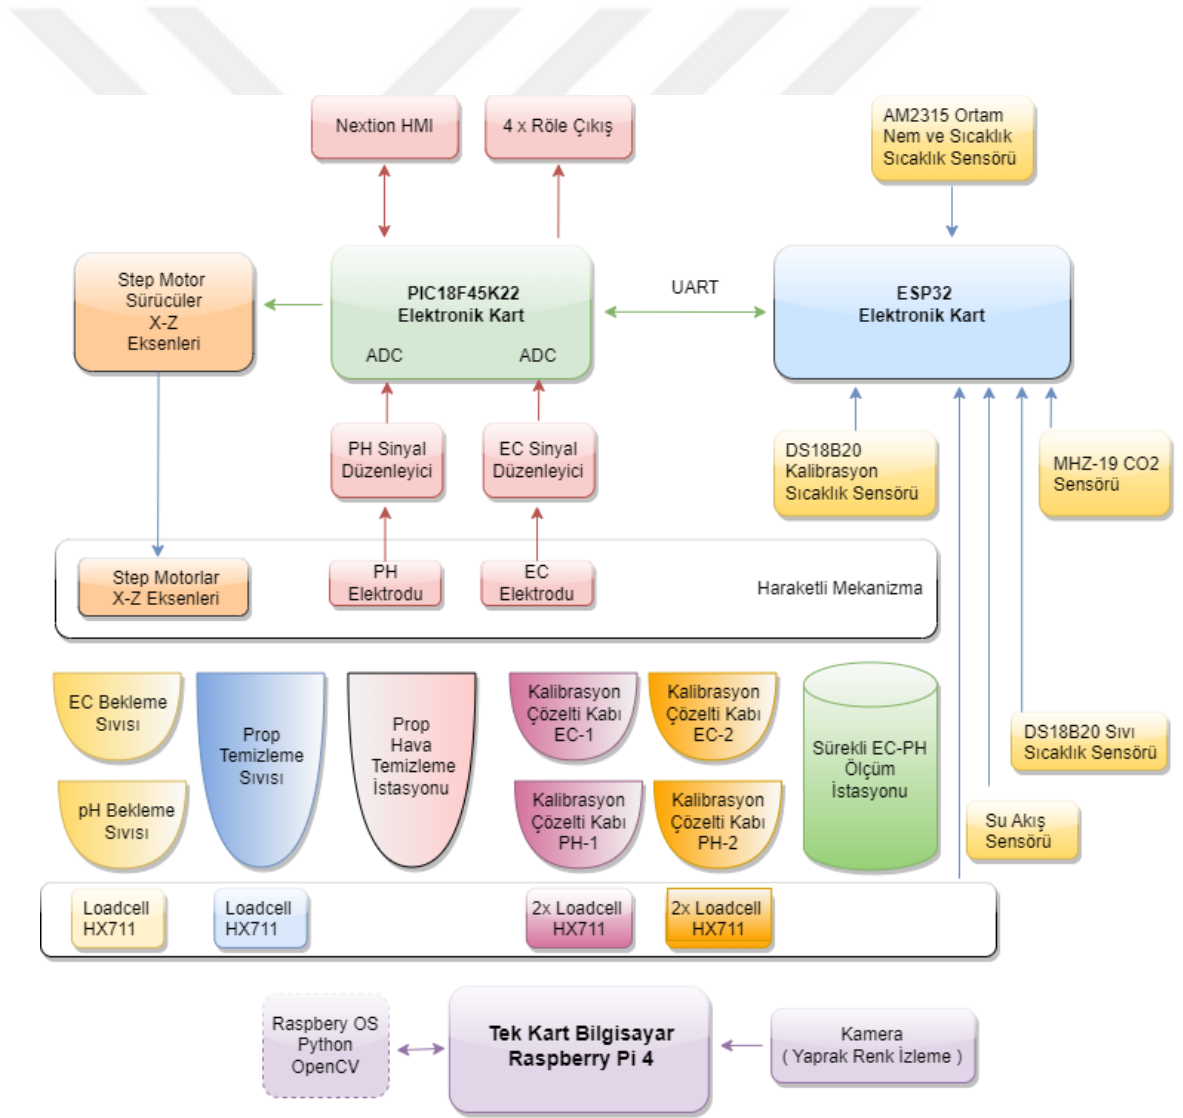 Nextion HMI
4 x Röle Çıkış
AM2315 Ortam
Nem ve Sıcaklık
Sıcaklık Sensörü
Step Motor
Sürücüler
X-Z
Eksenleri
PIC18F45K22
Elektronik Kart
ADC
ADC
UART
ESP32
Elektronik Kart
PH Sinyal
Düzenleyici
EC Sinyal
Düzenleyici
DS18B20
Kalibrasyon
Sıcaklık Sensörü
MHZ-19 CO2
Sensörü
Step Motorlar
X-Z Eksenleri
PH
Elektrodu
EC
Elektrodu
Haraketli Mekanizma
EC Bekleme
Sıvısı
Prop
Temizleme
Sıvısı
Prop
Hava
Temizleme
İstasyonu
Kalibrasyon
Çözelti Kabı
EC-1
Kalibrasyon
Çözelti Kabı
EC-2
Sürekli EC-PH
Ölçüm
İstasyonu
DS18B20 Sıvı
Sıcaklık Sensörü
pH Bekleme
Sıvısı
Kalibrasyon
Çözelti Kabı
PH-1
Kalibrasyon
Çözelti Kabı
PH-2
Su Akış
Sensörü
Loadcell
HX711
Loadcell
HX711
2x Loadcell
HX711
2x Loadcell
HX711
Raspbery OS
Python
OpenCV
Tek Kart Bilgisayar
Raspberry Pi 4
Kamera
( Yaprak Renk İzleme )